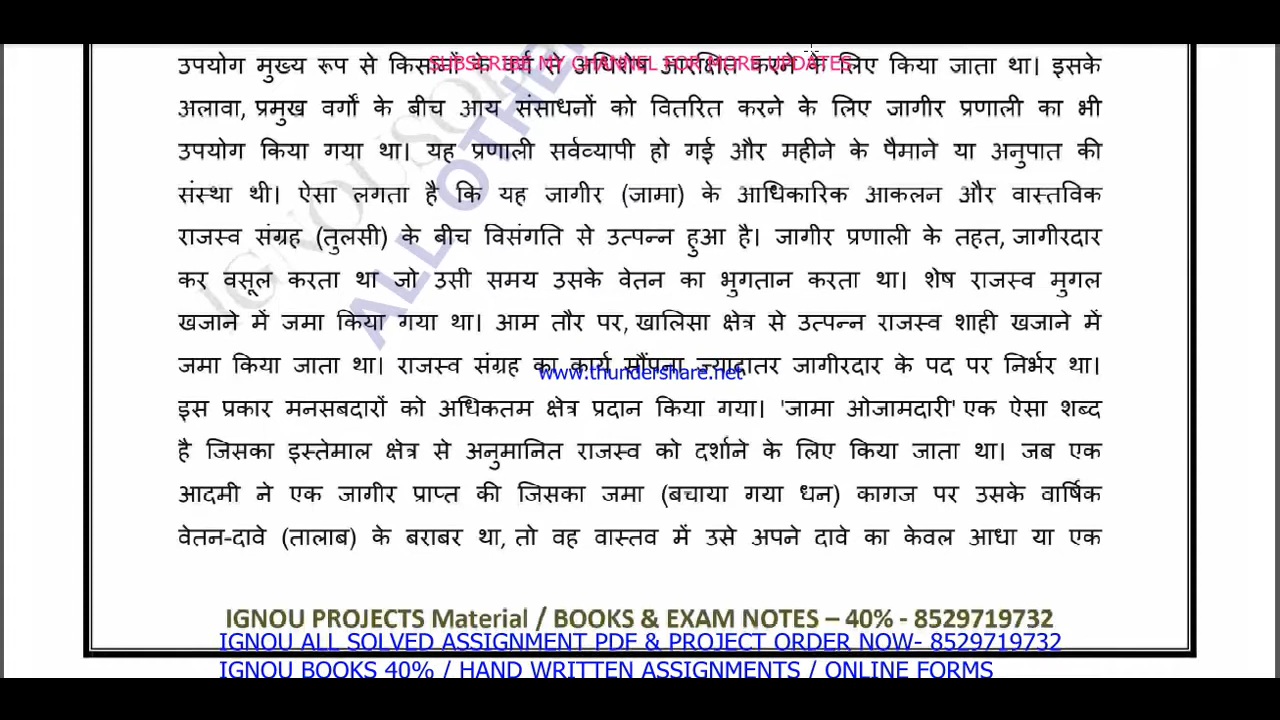 उपयोग मुख्य रूप से किसानों के वर्ग से अधिशेष आरक्षित करने के लिए किया जाता था। इसके
SUBSCRIBE MY CHANNEL FOR MORE UPDATES
अलावा, प्रमुख वर्गों के बीच आय संसाधनों को वितरित करने के लिए जागीर प्रणाली का भी
उपयोग किया गया था। यह प्रणाली सर्वव्यापी हो गई और महीने के पैमाने या अनुपात की
संस्था थी। ऐसा लगता है कि यह जागीर (जामा) के आधिकारिक आकलन और वास्तविक
राजस्व संग्रह (तुलसी) के बीच विसंगति से उत्पन्न हुआ है। जागीर प्रणाली के तहत, जागीरदार
कर वसूल करता था जो उसी समय उसके वेतन का भुगतान करता था। शेष राजस्व मुगल
खजाने में जमा किया गया था। आम तौर पर, खालिसा क्षेत्र से उत्पन्न राजस्व शाही खजाने में
जमा किया जाता था। राजस्व संग्रह का कार्य सौंपना ज्यादातर जागीरदार के पद पर निर्भर था।
www.thundershare.net
इस प्रकार मनसबदारों को अधिकतम क्षेत्र प्रदान किया गया। 'जामा ओजामदारी' एक ऐसा शब्द
है जिसका इस्तेमाल क्षेत्र से अनुमानित राजस्व को दर्शाने के लिए किया जाता था। जब एक
आदमी ने एक जागीर प्राप्त की जिसका जमा (बचाया गया धन) कागज पर उसके वार्षिक
वेतन-दावे (तालाब) के बराबर था, तो वह वास्तव में उसे अपने दावे का केवल आधा या एक
IGNOU PROJECTS Material / BOOKS & EXAM NOTES – 40% - 8529719732
IGNOU ALL SOLVED ASSIGNMENT PDF & PROJECT ORDER NOW- 8529719732
IGNOU BOOKS 40% / HAND WRITTEN ASSIGNMENTS / ONLINE FORMS